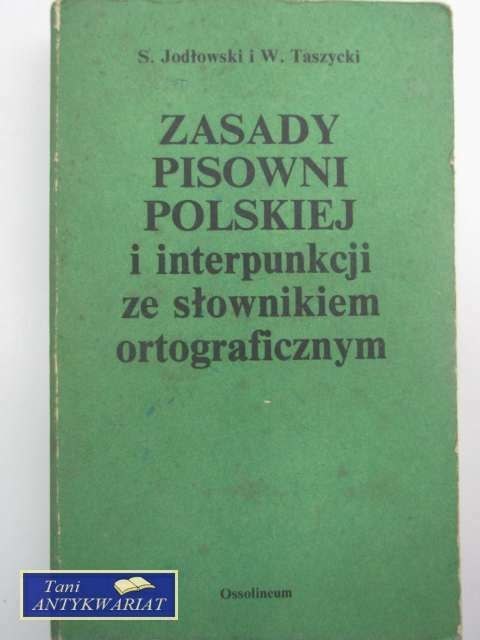 S. Jodłowski i W. Taszycki
ZASADY
PISOWNI
POLSKIEJ
i interpunkcji
ze słownikiem
ortograficznym
Ossolineum
Tani
ANTYKWARIAT